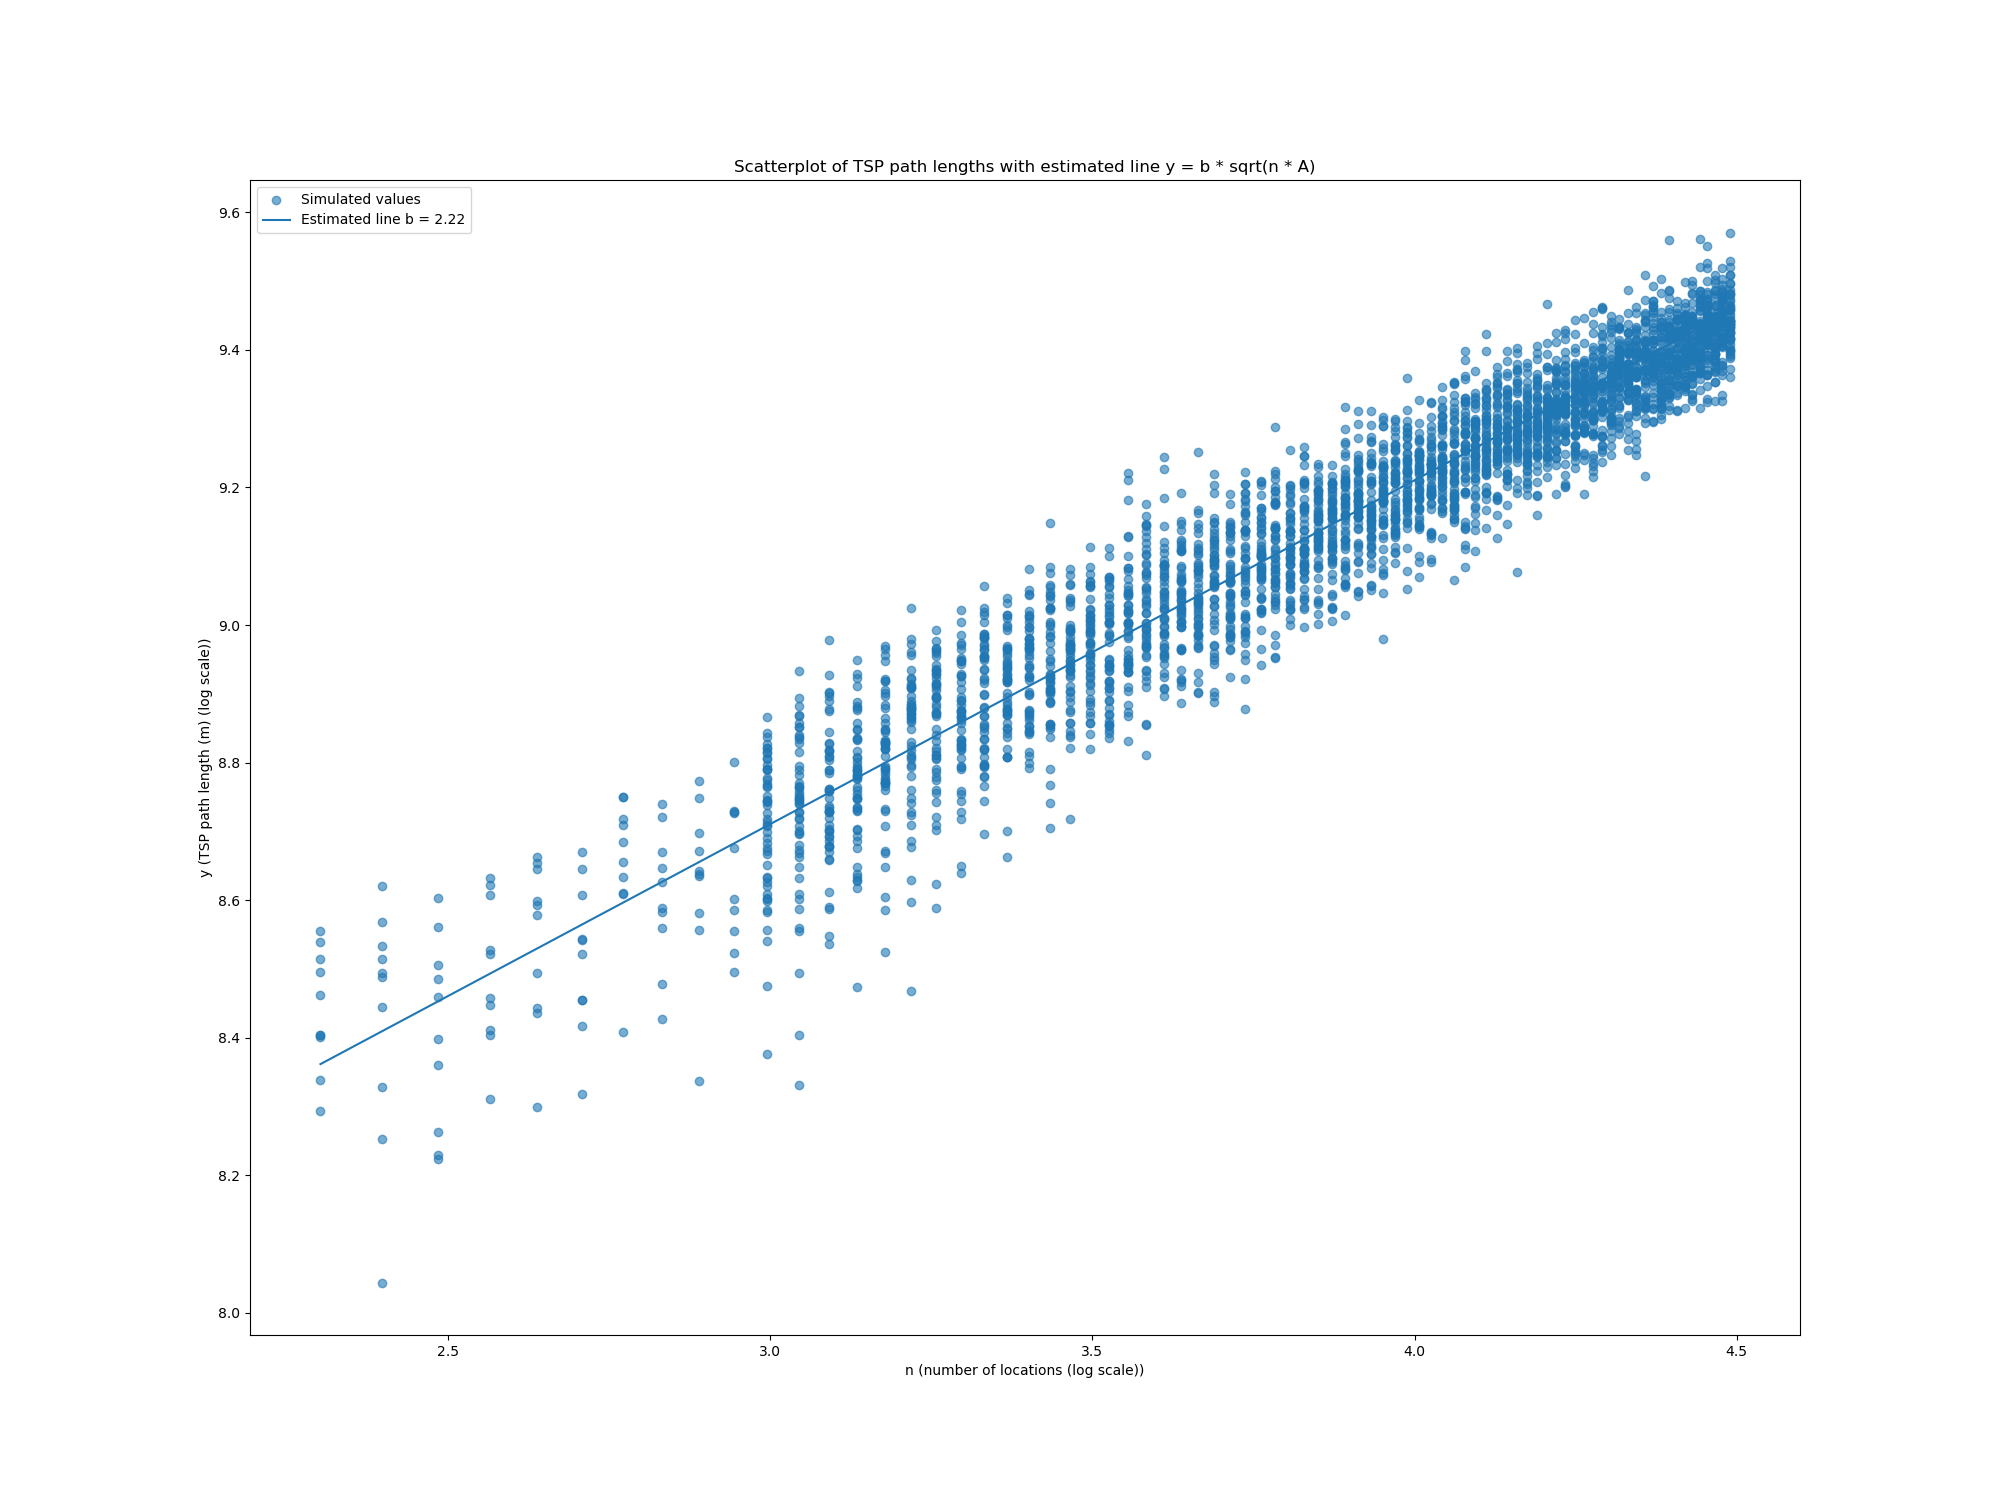 Scatterplot of TSP path lengths with estimated line y = b * sqrt(n * A)
Simulated values
Estimated line b = 2.22
9.6
9.4
9.2
9.0
8.8
8.6
8.4
8.2
8.0
y (TSP path length (m) (log scale))
2.5
3.0
3.5
4.0
4.5
n (number of locations (log scale))